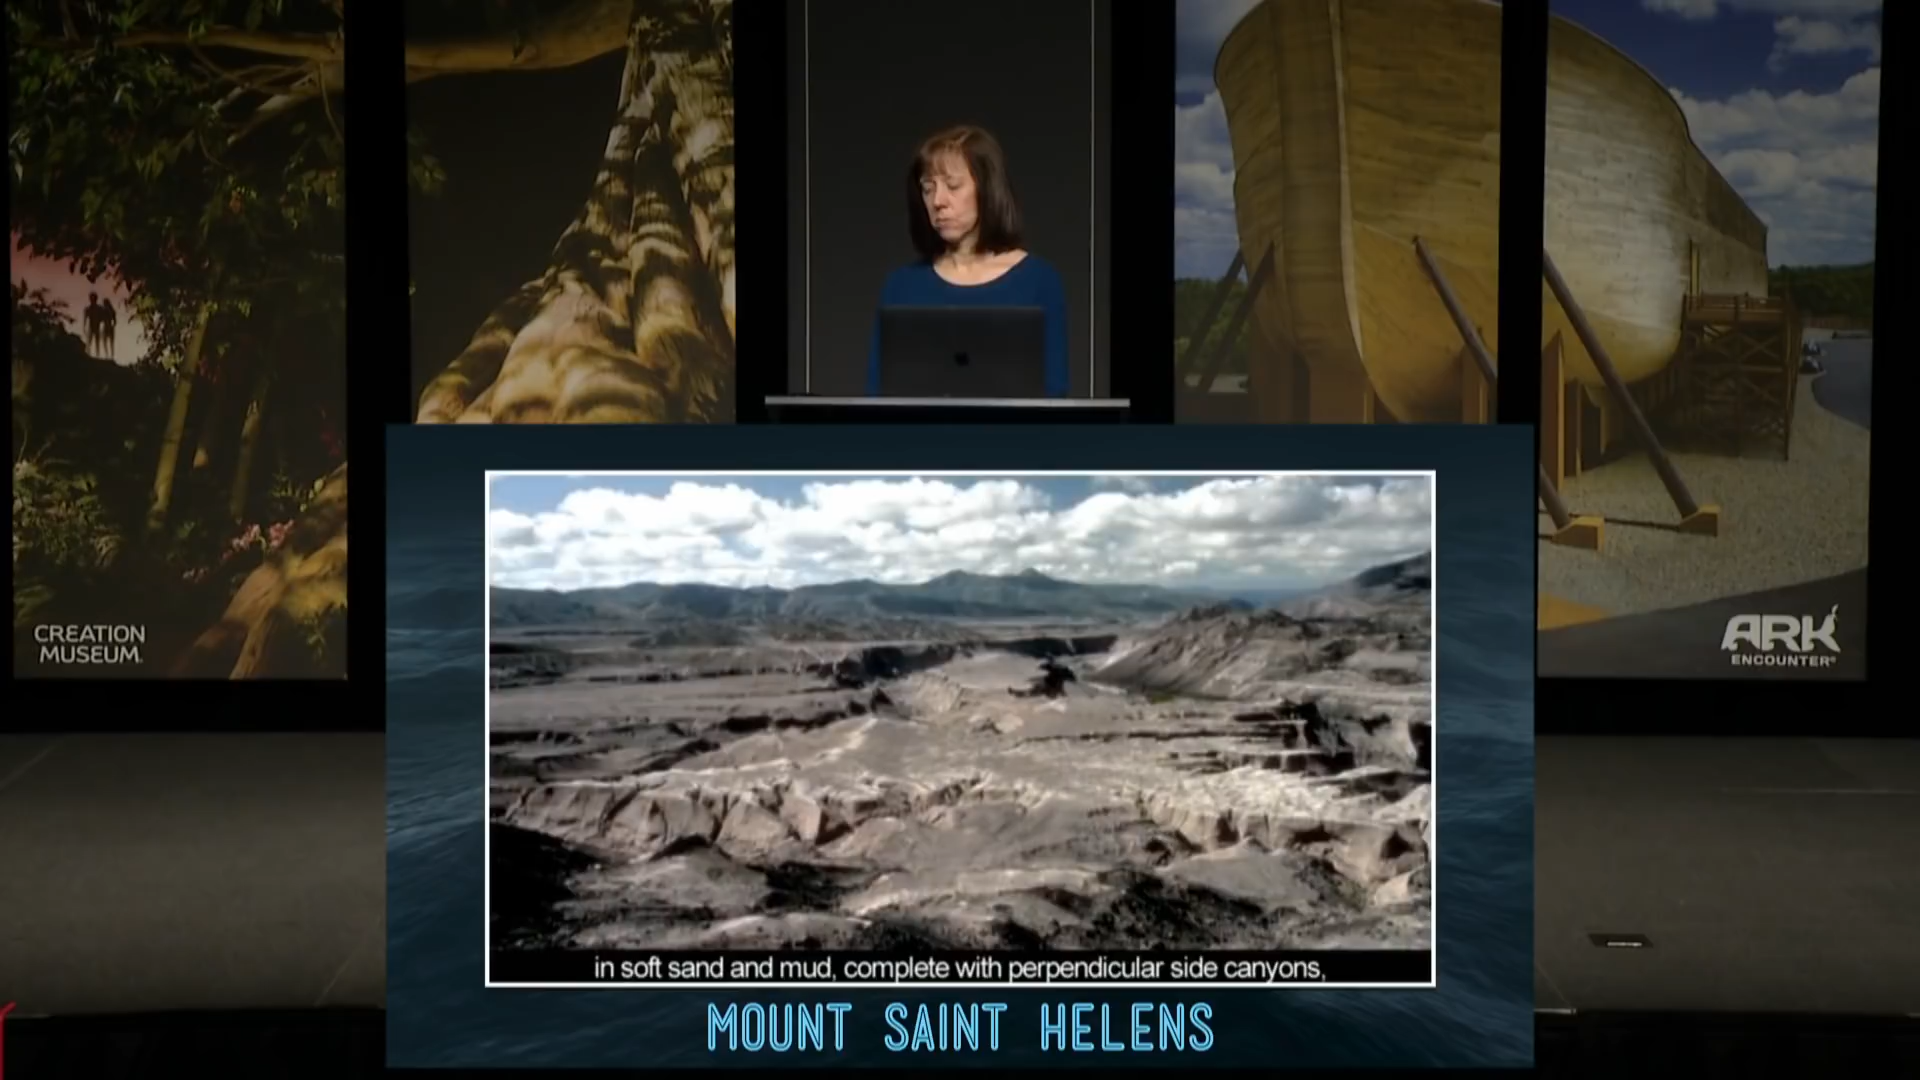 CREATION
MUSEUM
ARK
ENCOUNTER
in soft sand and mud, complete with perpendicular side canyons,
MOUNT SAINT HELENS